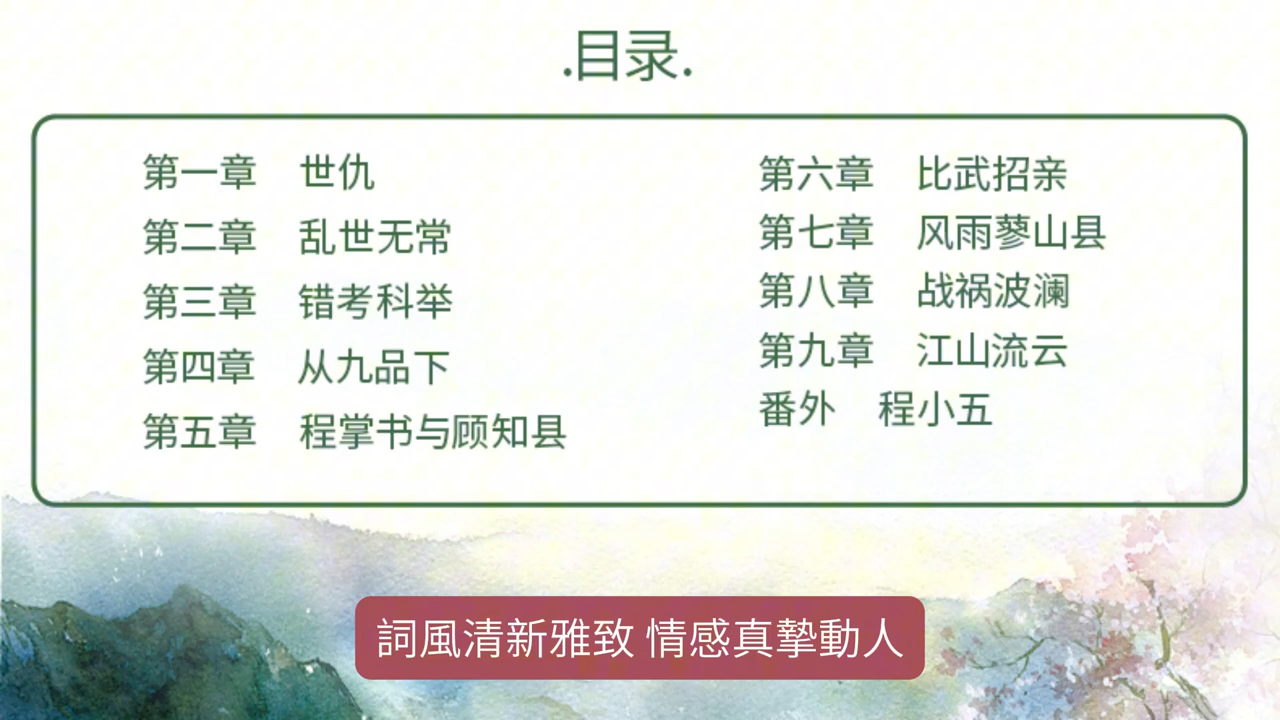 .目录.
第一章 世仇
第二章 乱世无常
第三章 错考科举
第四章 从九品下
第五章 程掌书与顾知县
第六章 比武招亲
第七章 风雨蓼山县
第八章 战祸波澜
第九章 江山流云
番外 程小五
詞風清新雅致 情感真摯動人